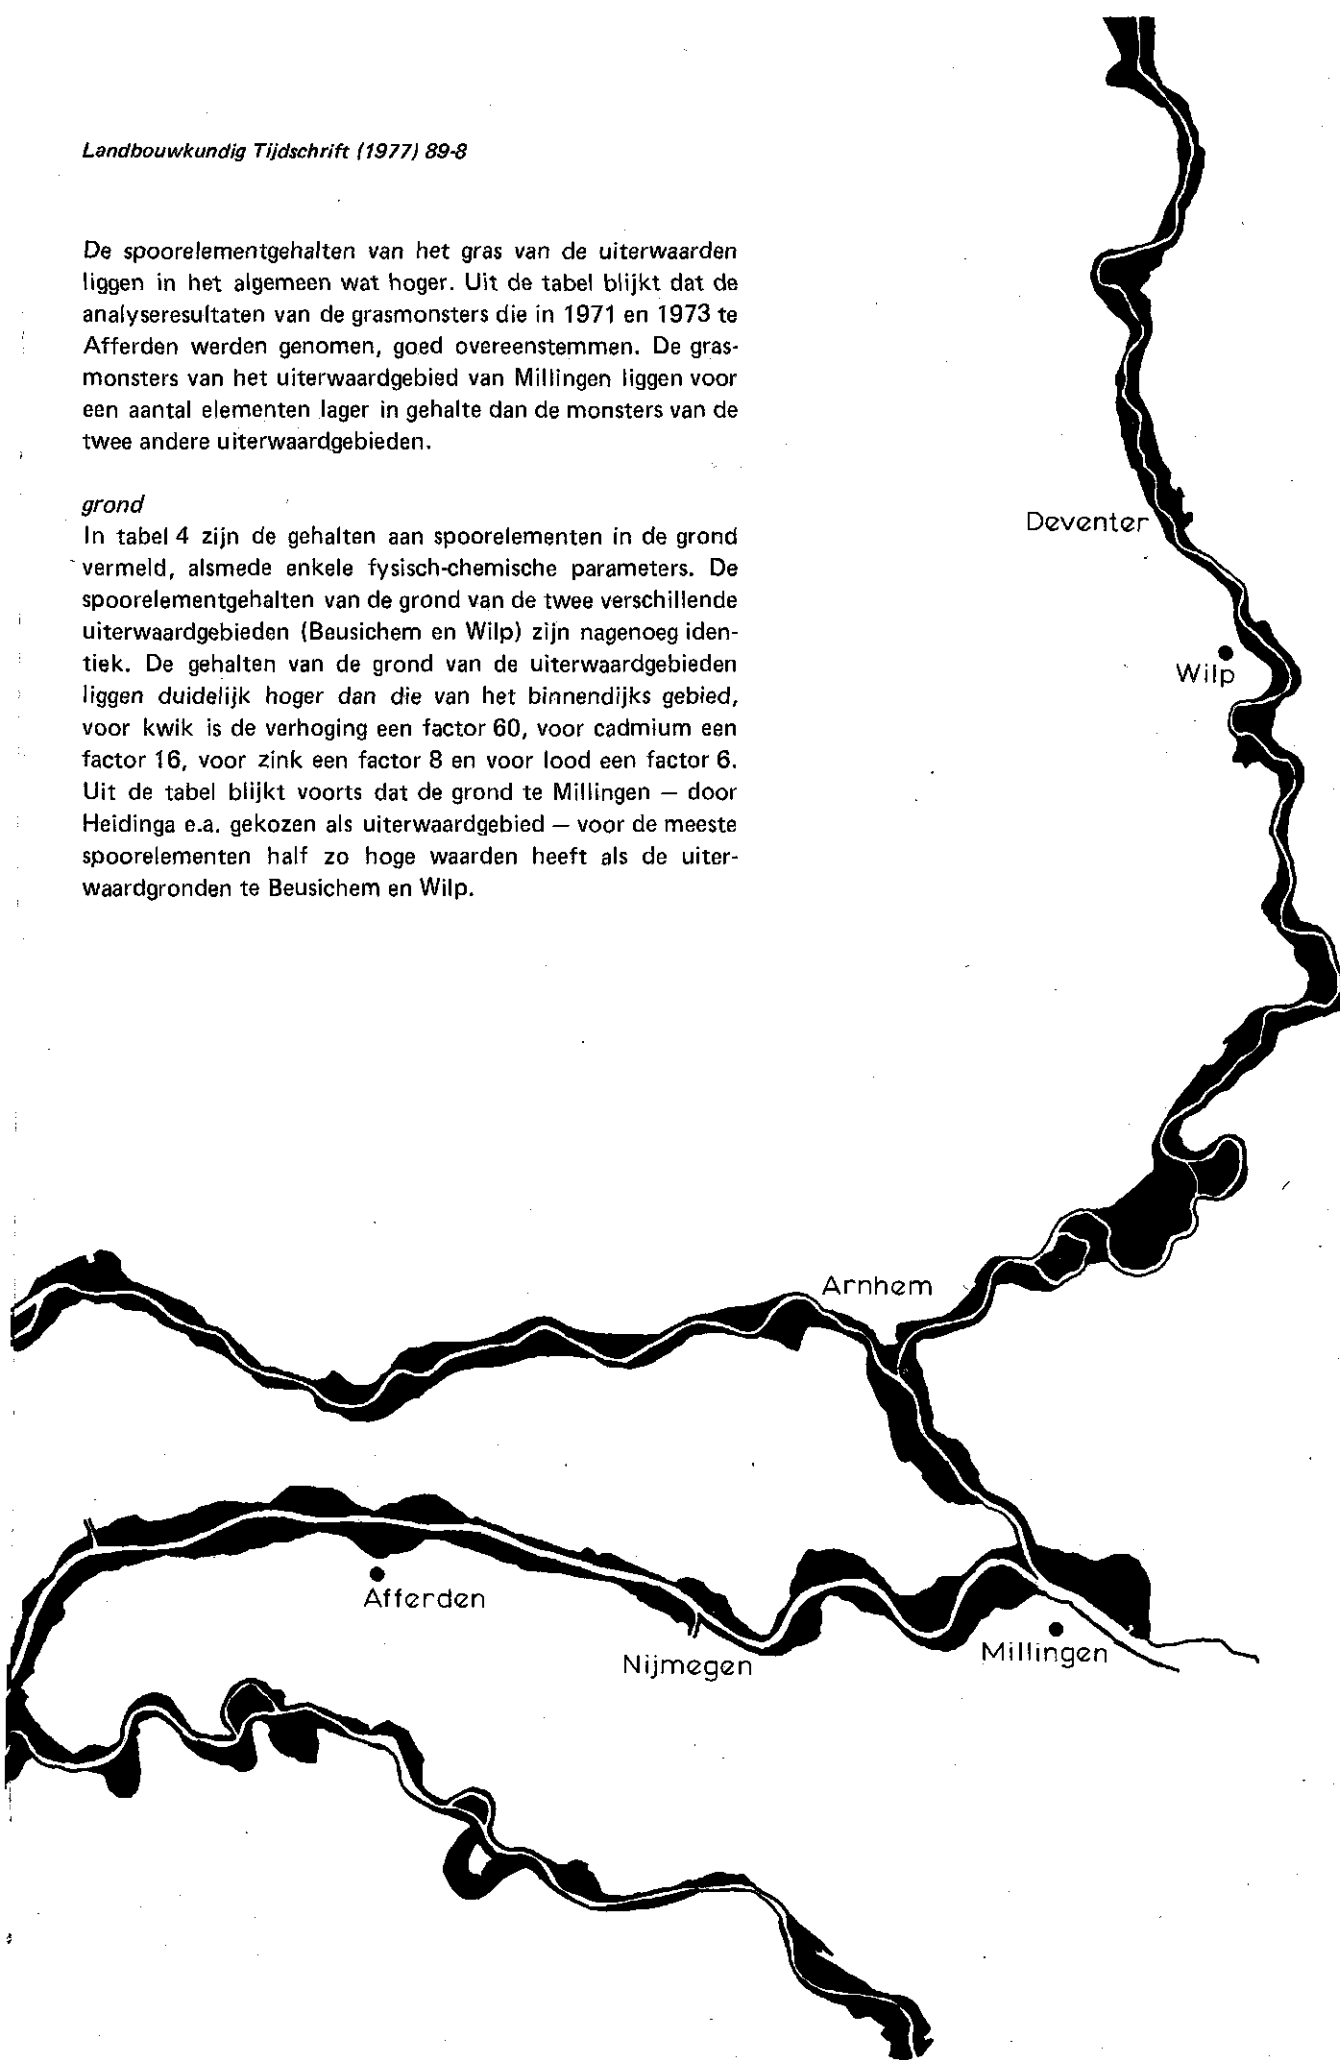 Landbouwkundig Tijdschrift (1977) 89-8
De spoorelementgehalten van het gras van de uiterwaarden
liggen in het algemeen wat hoger. Uit de tabel blijkt dat de
analyseresultaten van de grasmonsters die in 1971 en 1973 te
Afferden werden genomen, goed overeenstemmen. De gras-
monsters van het uiterwaardgebied van Millingen liggen voor
een aantal elementen lager in gehalte dan de monsters van de
twee andere uiterwaardgebieden.
grond
In tabel 4 zijn de gehalten aan spoorelementen in de grond
vermeld, alsmede enkele fysisch-chemische parameters. De
spoorelementgehalten van de grond van de twee verschillende
uiterwaardgebieden (Beusichem en Wilp) zijn nagenoeg iden-
tiek. De gehalten van de grond van de uiterwaardgebieden
liggen duidelijk hoger dan die van het binnendijks gebied,
voor kwik is de verhoging een factor 60, voor cadmium een
factor 16, voor zink een factor 8 en voor lood een factor 6.
Uit de tabel blijkt voorts dat de grond te Millingen — door
Heidinga e.a. gekozen als uiterwaardgebied — voor de meeste
spoorelementen half zo hoge waarden heeft als de uiter-
waardgronden te Beusichem en Wilp.
Deventer
Wilp
Arnhem
Afferden
Nijmegen
Millingen